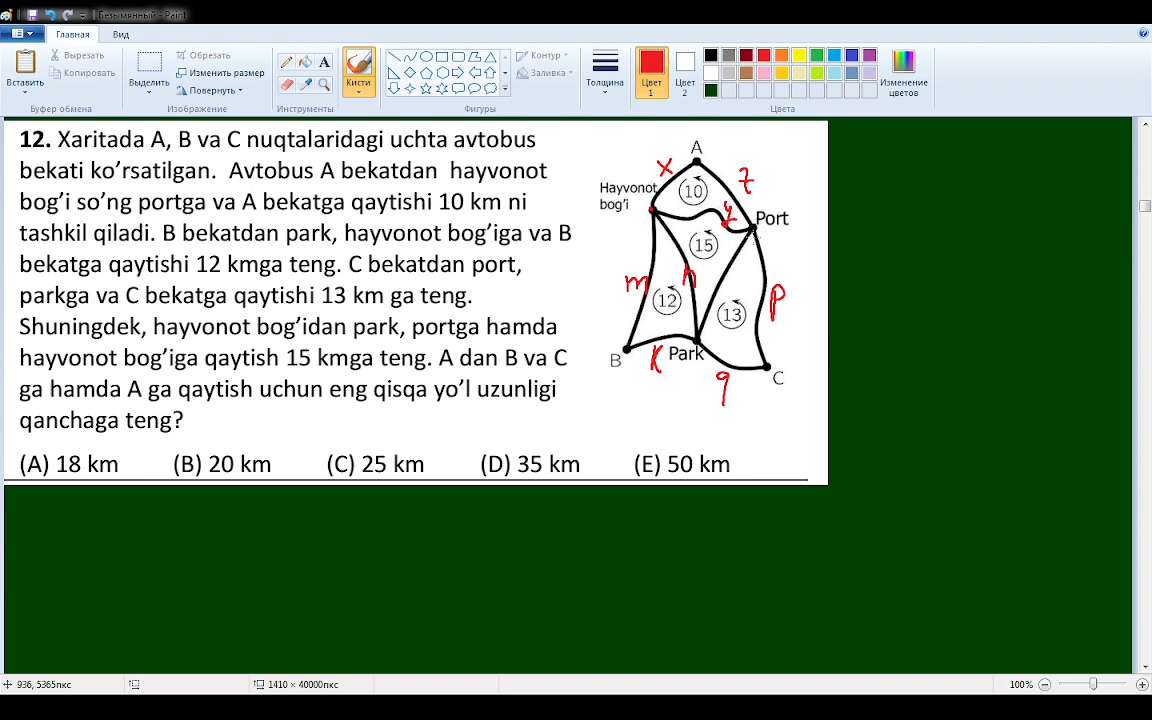 Безымянный - Paint
Главная
Вид
Вставить
Вырезать
Копировать
Буфер обмена
Выделить
Обрезать
Изменить размер
Повернуть
Изображение
A
Инструменты
Кисти
Контур
Заливка
Фигуры
Толщина
Цвет
1
Цвет
2
Изменение
цветов
Цвета
12. Xaritada A, B va C nuqtalaridagi uchta avtobus
bekati ko’rsatilgan. Avtobus A bekatdan hayvonot
bog’i so’ng portga va A bekatga qaytishi 10 km ni
tashkil qiladi. B bekatdan park, hayvonot bog’iga va B
bekatga qaytishi 12 kmga teng. C bekatdan port,
parkga va C bekatga qaytishi 13 km ga teng.
Shuningdek, hayvonot bog’idan park, portga hamda
hayvonot bog’iga qaytish 15 kmga teng. A dan B va C
ga hamda A ga qaytish uchun eng qisqa yo’l uzunligi
qanchaga teng?
(A) 18 km (B) 20 km (C) 25 km (D) 35 km (E) 50 km
A
x
Hayvonot
bog’i
10
y
Port
15
m
n
12
13
p
B
K
Park
q
C
936, 5365пкс
1410 × 40000пкс
100%